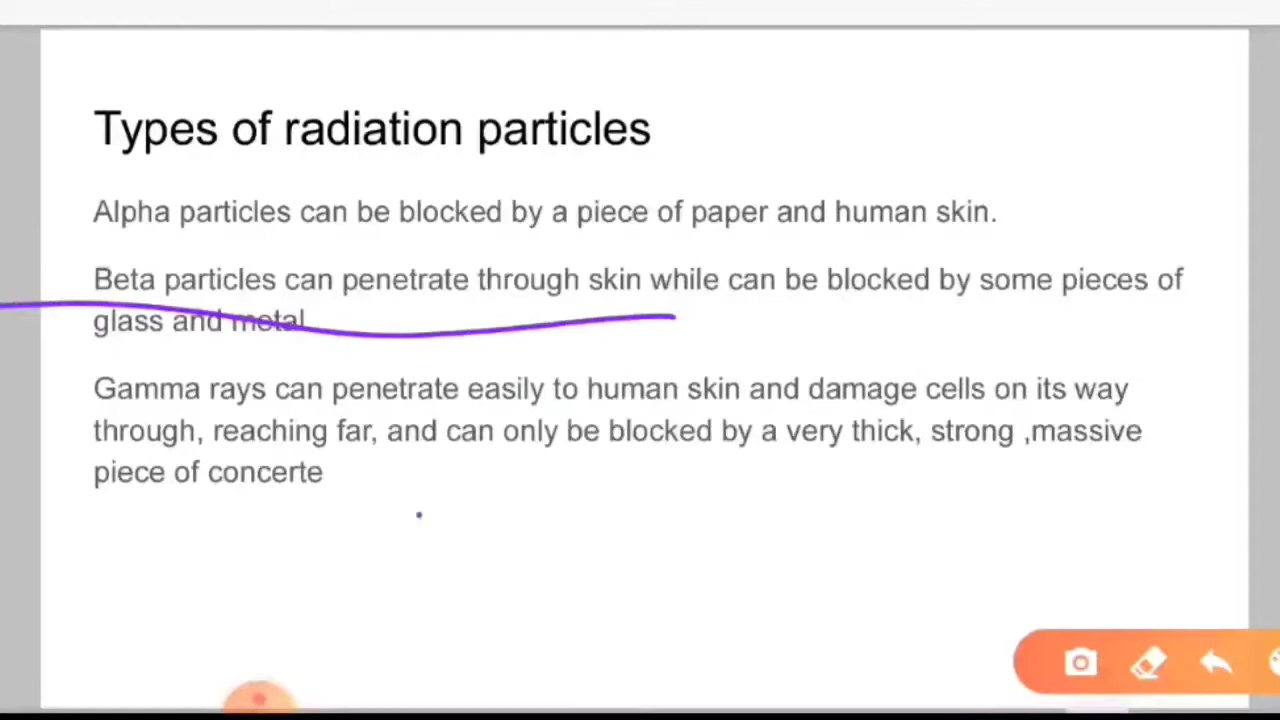 Types of radiation particles
Alpha particles can be blocked by a piece of paper and human skin.
Beta particles can penetrate through skin while can be blocked by some pieces of
glass and metal
Gamma rays can penetrate easily to human skin and damage cells on its way
through, reaching far, and can only be blocked by a very thick, strong ,massive
piece of concerte